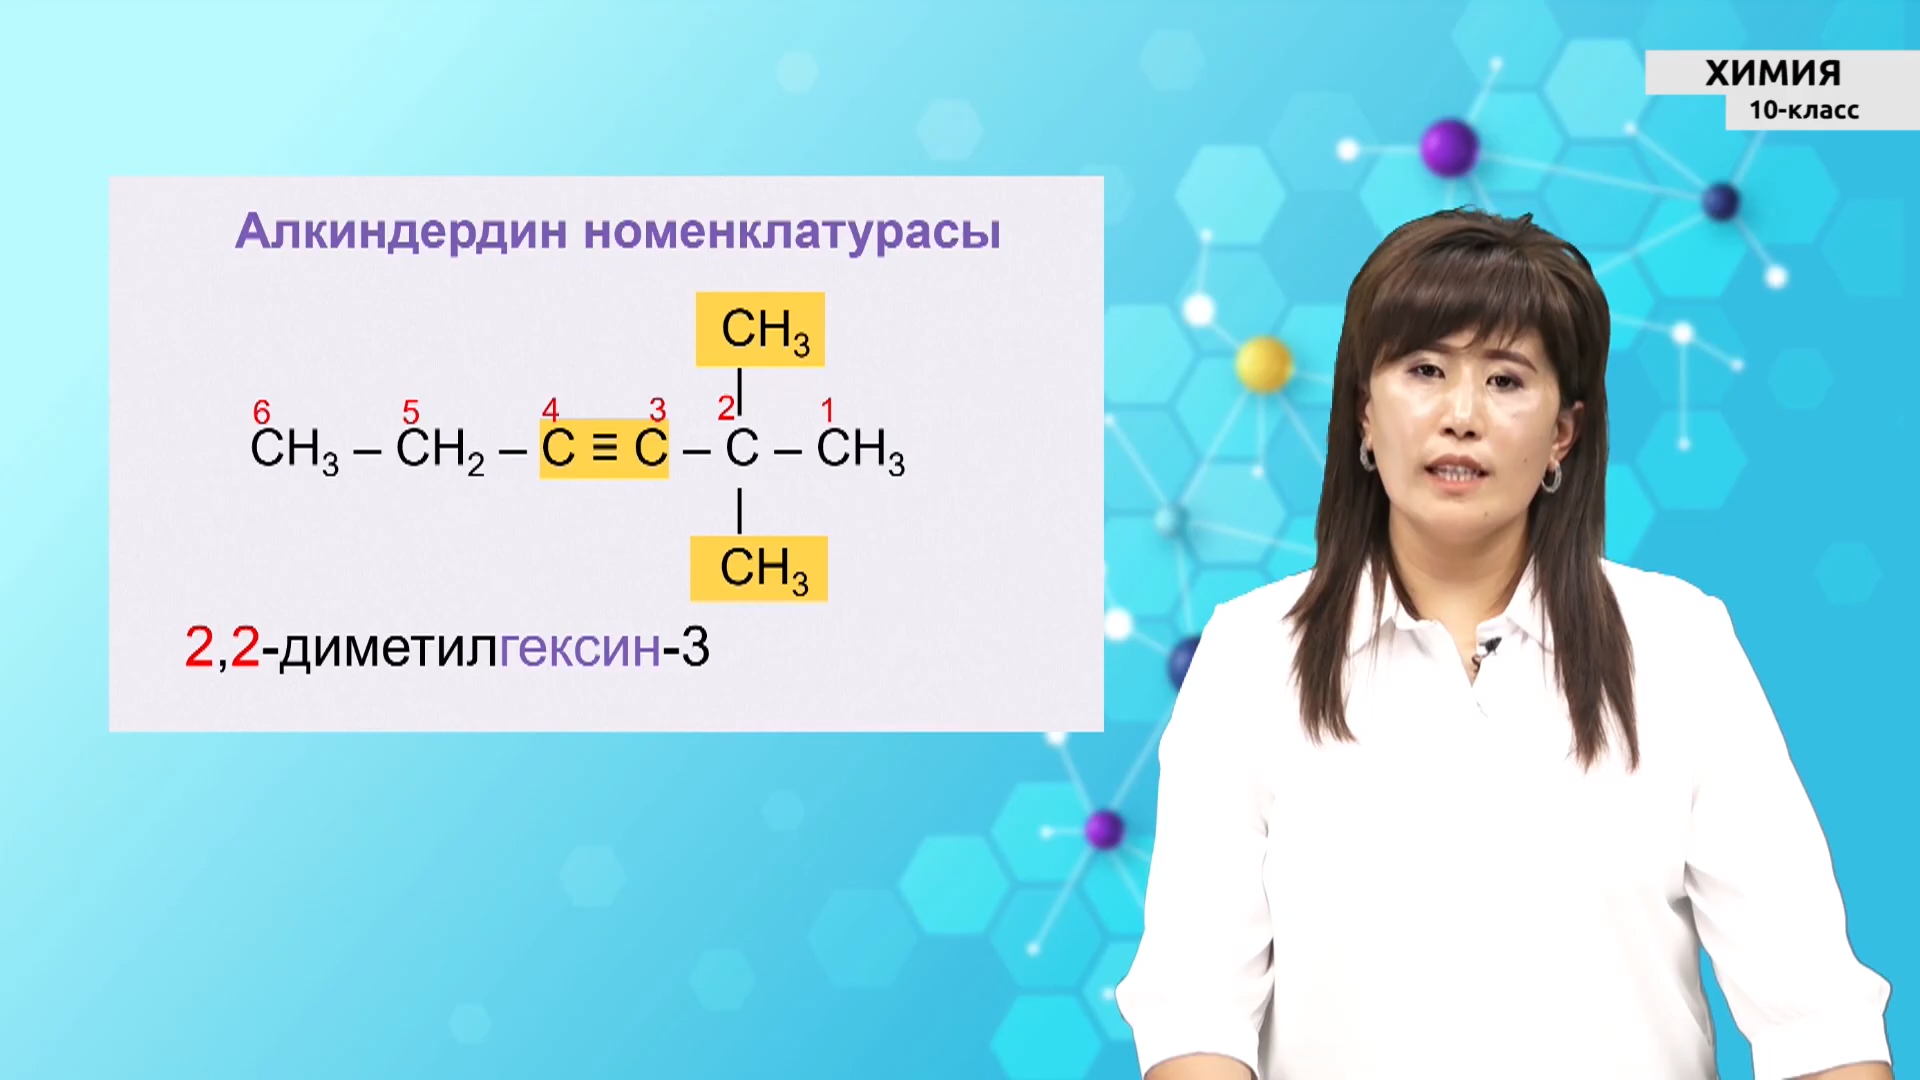 ХИМИЯ
10-класс
Алкиндердин номенклатурасы
CH₃
6 5 4 3 2 1
CH₃ – CH₂ – C ≡ C – C – CH₃
CH₃
2,2-диметилгексин-3